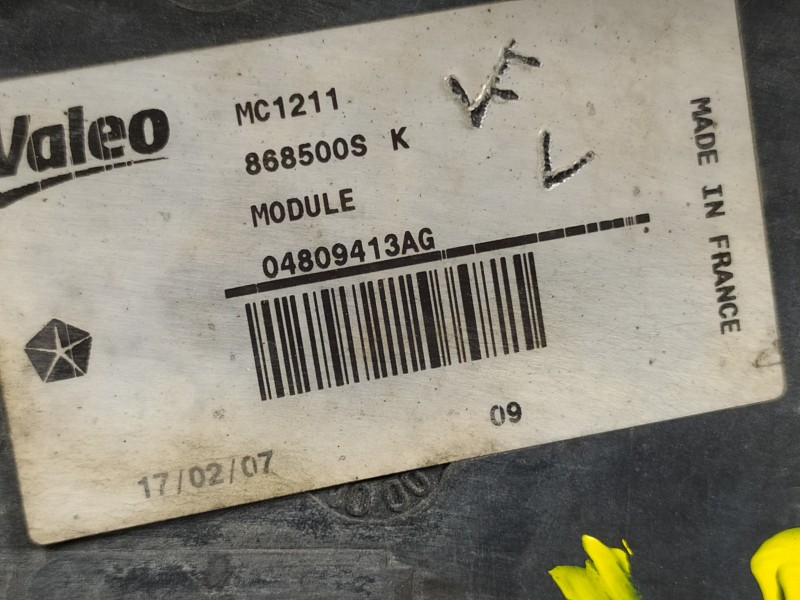 Valeo
MC1211
868500S K
MODULE
04809413AG
09
17/02/07
MADE IN FRANCE